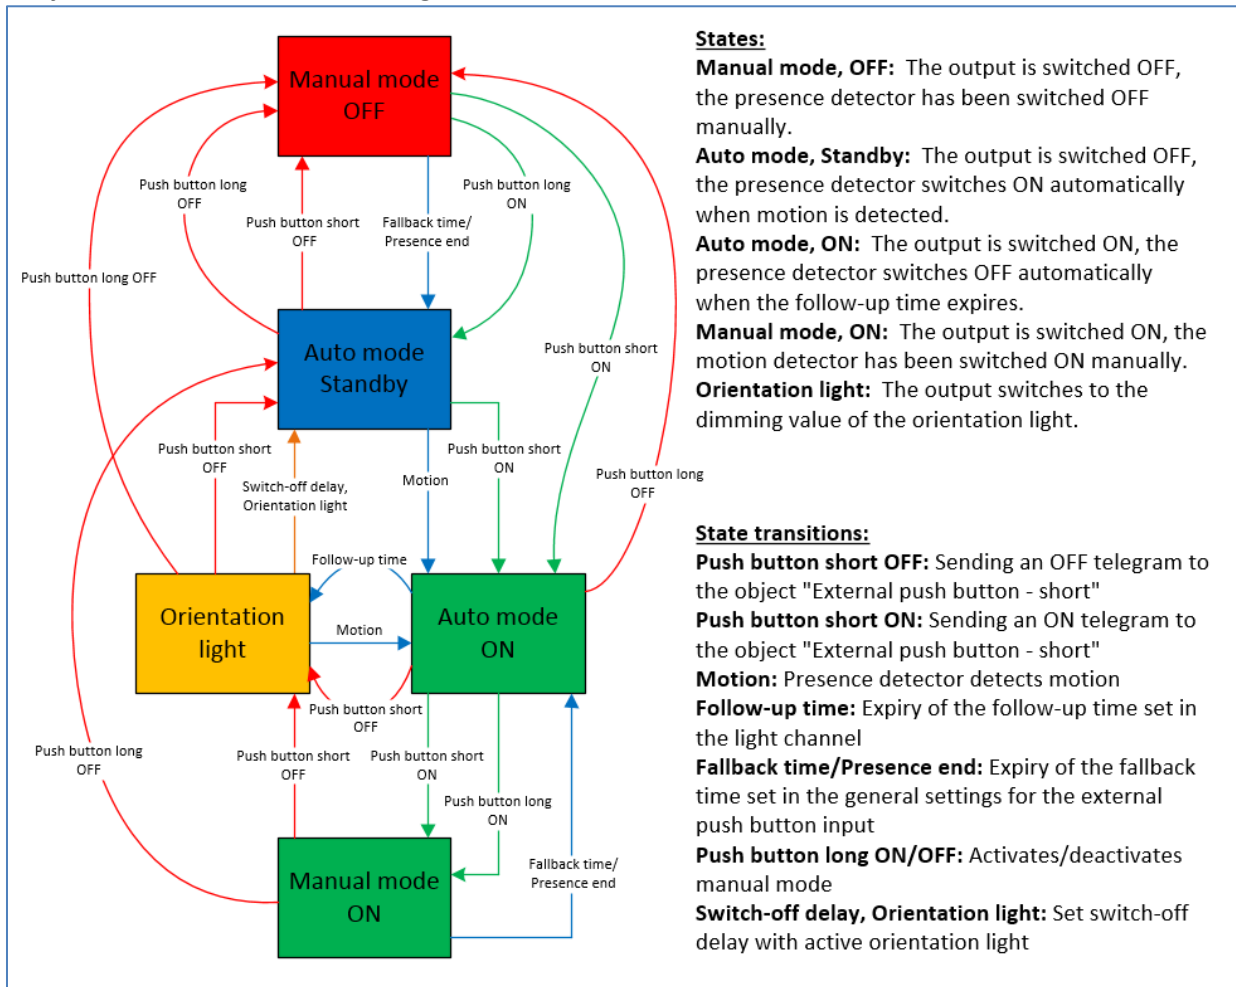 Manual mode
OFF
Push button long
OFF
Push button short
OFF
Fallback time/
Presence end
Push button long
ON
Push button long OFF
Auto mode
Standby
Push button short
ON
Push button short
OFF
Switch-off delay,
Orientation light
Motion
Push button short
ON
Push button long
OFF
Follow-up time
Orientation
light
Motion
Auto mode
ON
Push button short
OFF
Push button long
OFF
Push button short
OFF
Push button short
ON
Push button long
ON
Fallback time/
Presence end
Manual mode
ON
States:
Manual mode, OFF: The output is switched OFF,
the presence detector has been switched OFF
manually.
Auto mode, Standby: The output is switched OFF,
the presence detector switches ON automatically
when motion is detected.
Auto mode, ON: The output is switched ON, the
presence detector switches OFF automatically
when the follow-up time expires.
Manual mode, ON: The output is switched ON, the
motion detector has been switched ON manually.
Orientation light: The output switches to the
dimming value of the orientation light.
State transitions:
Push button short OFF: Sending an OFF telegram to
the object "External push button - short"
Push button short ON: Sending an ON telegram to
the object "External push button - short"
Motion: Presence detector detects motion
Follow-up time: Expiry of the follow-up time set in
the light channel
Fallback time/Presence end: Expiry of the fallback
time set in the general settings for the external
push button input
Push button long ON/OFF: Activates/deactivates
manual mode
Switch-off delay, Orientation light: Set switch-off
delay with active orientation light